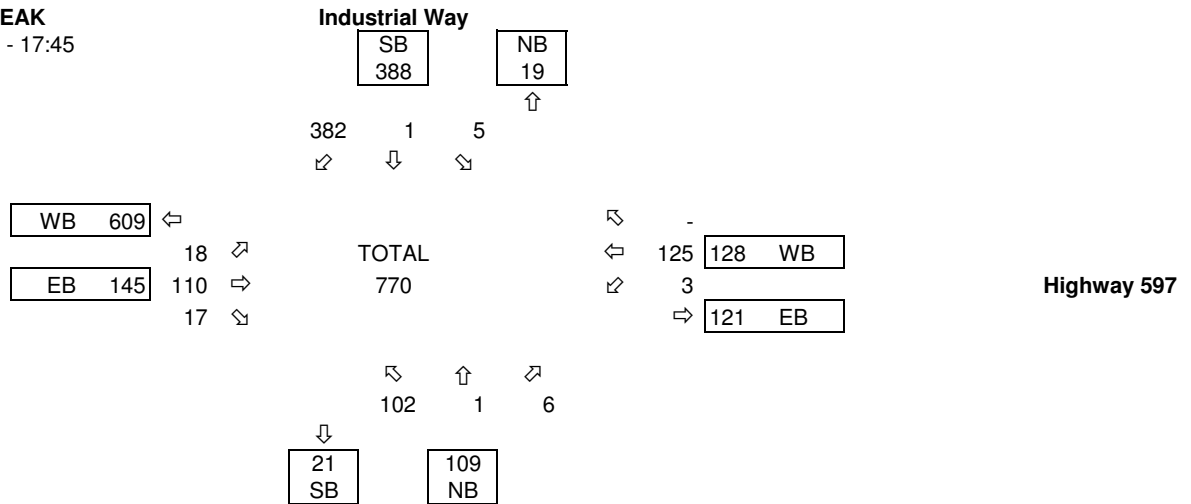 EAK Industrial Way
- 17:45 SB NB
388 19
⇧
382 1 5
⬃ ⇩ ⬂
WB 609 ⇦ ⬁ -
18 ⬀ TOTAL ⇦ 125 128 WB
EB 145 110 ⇨ 770 ⬃ 3 Highway 597
17 ⬂ ⇨ 121 EB
⬁ ⇧ ⬀
102 1 6
⇩
21 109
SB NB